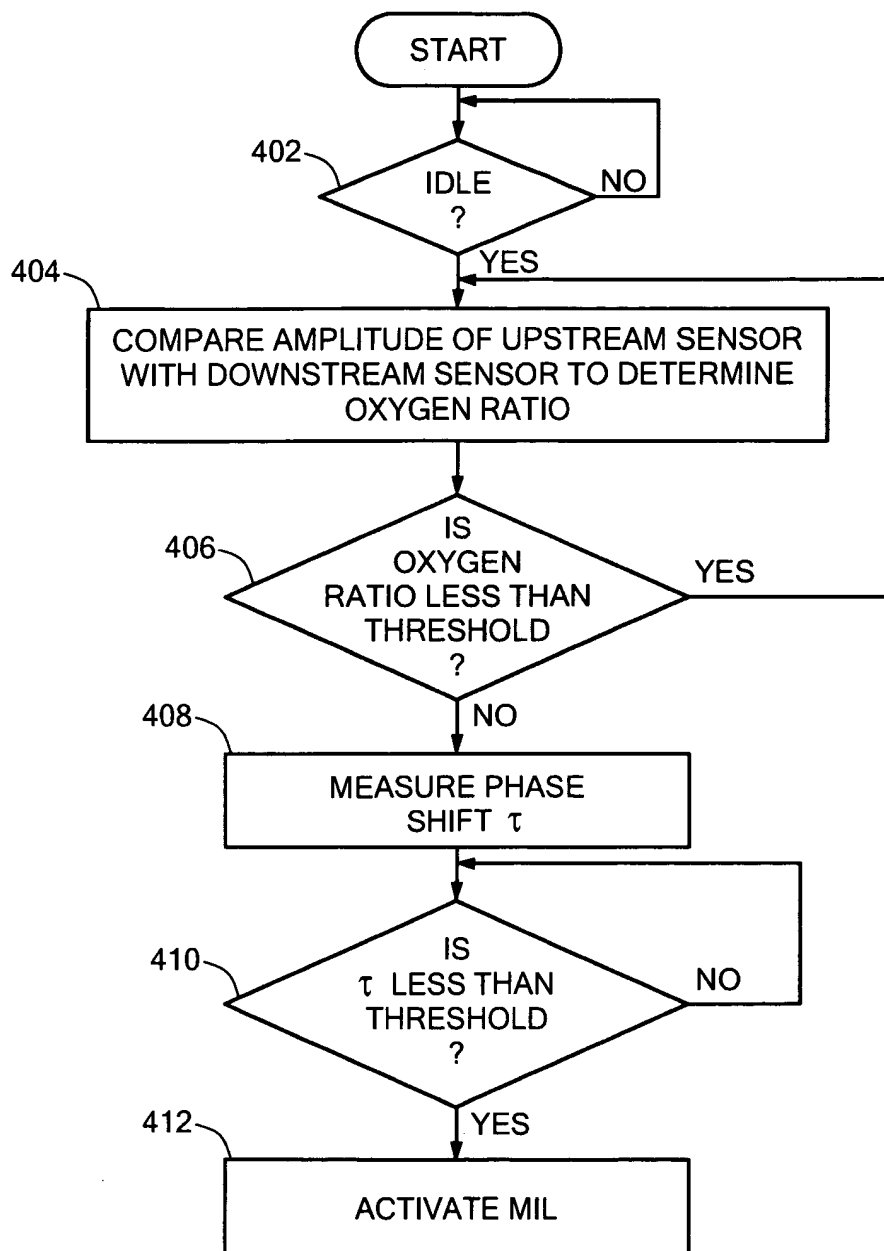 START
402
IDLE
?
NO
YES
404
COMPARE AMPLITUDE OF UPSTREAM SENSOR
WITH DOWNSTREAM SENSOR TO DETERMINE
OXYGEN RATIO
406
IS
OXYGEN
RATIO LESS THAN
THRESHOLD
?
YES
NO
408
MEASURE PHASE
SHIFT τ
410
IS
τ LESS THAN
THRESHOLD
?
NO
YES
412
ACTIVATE MIL